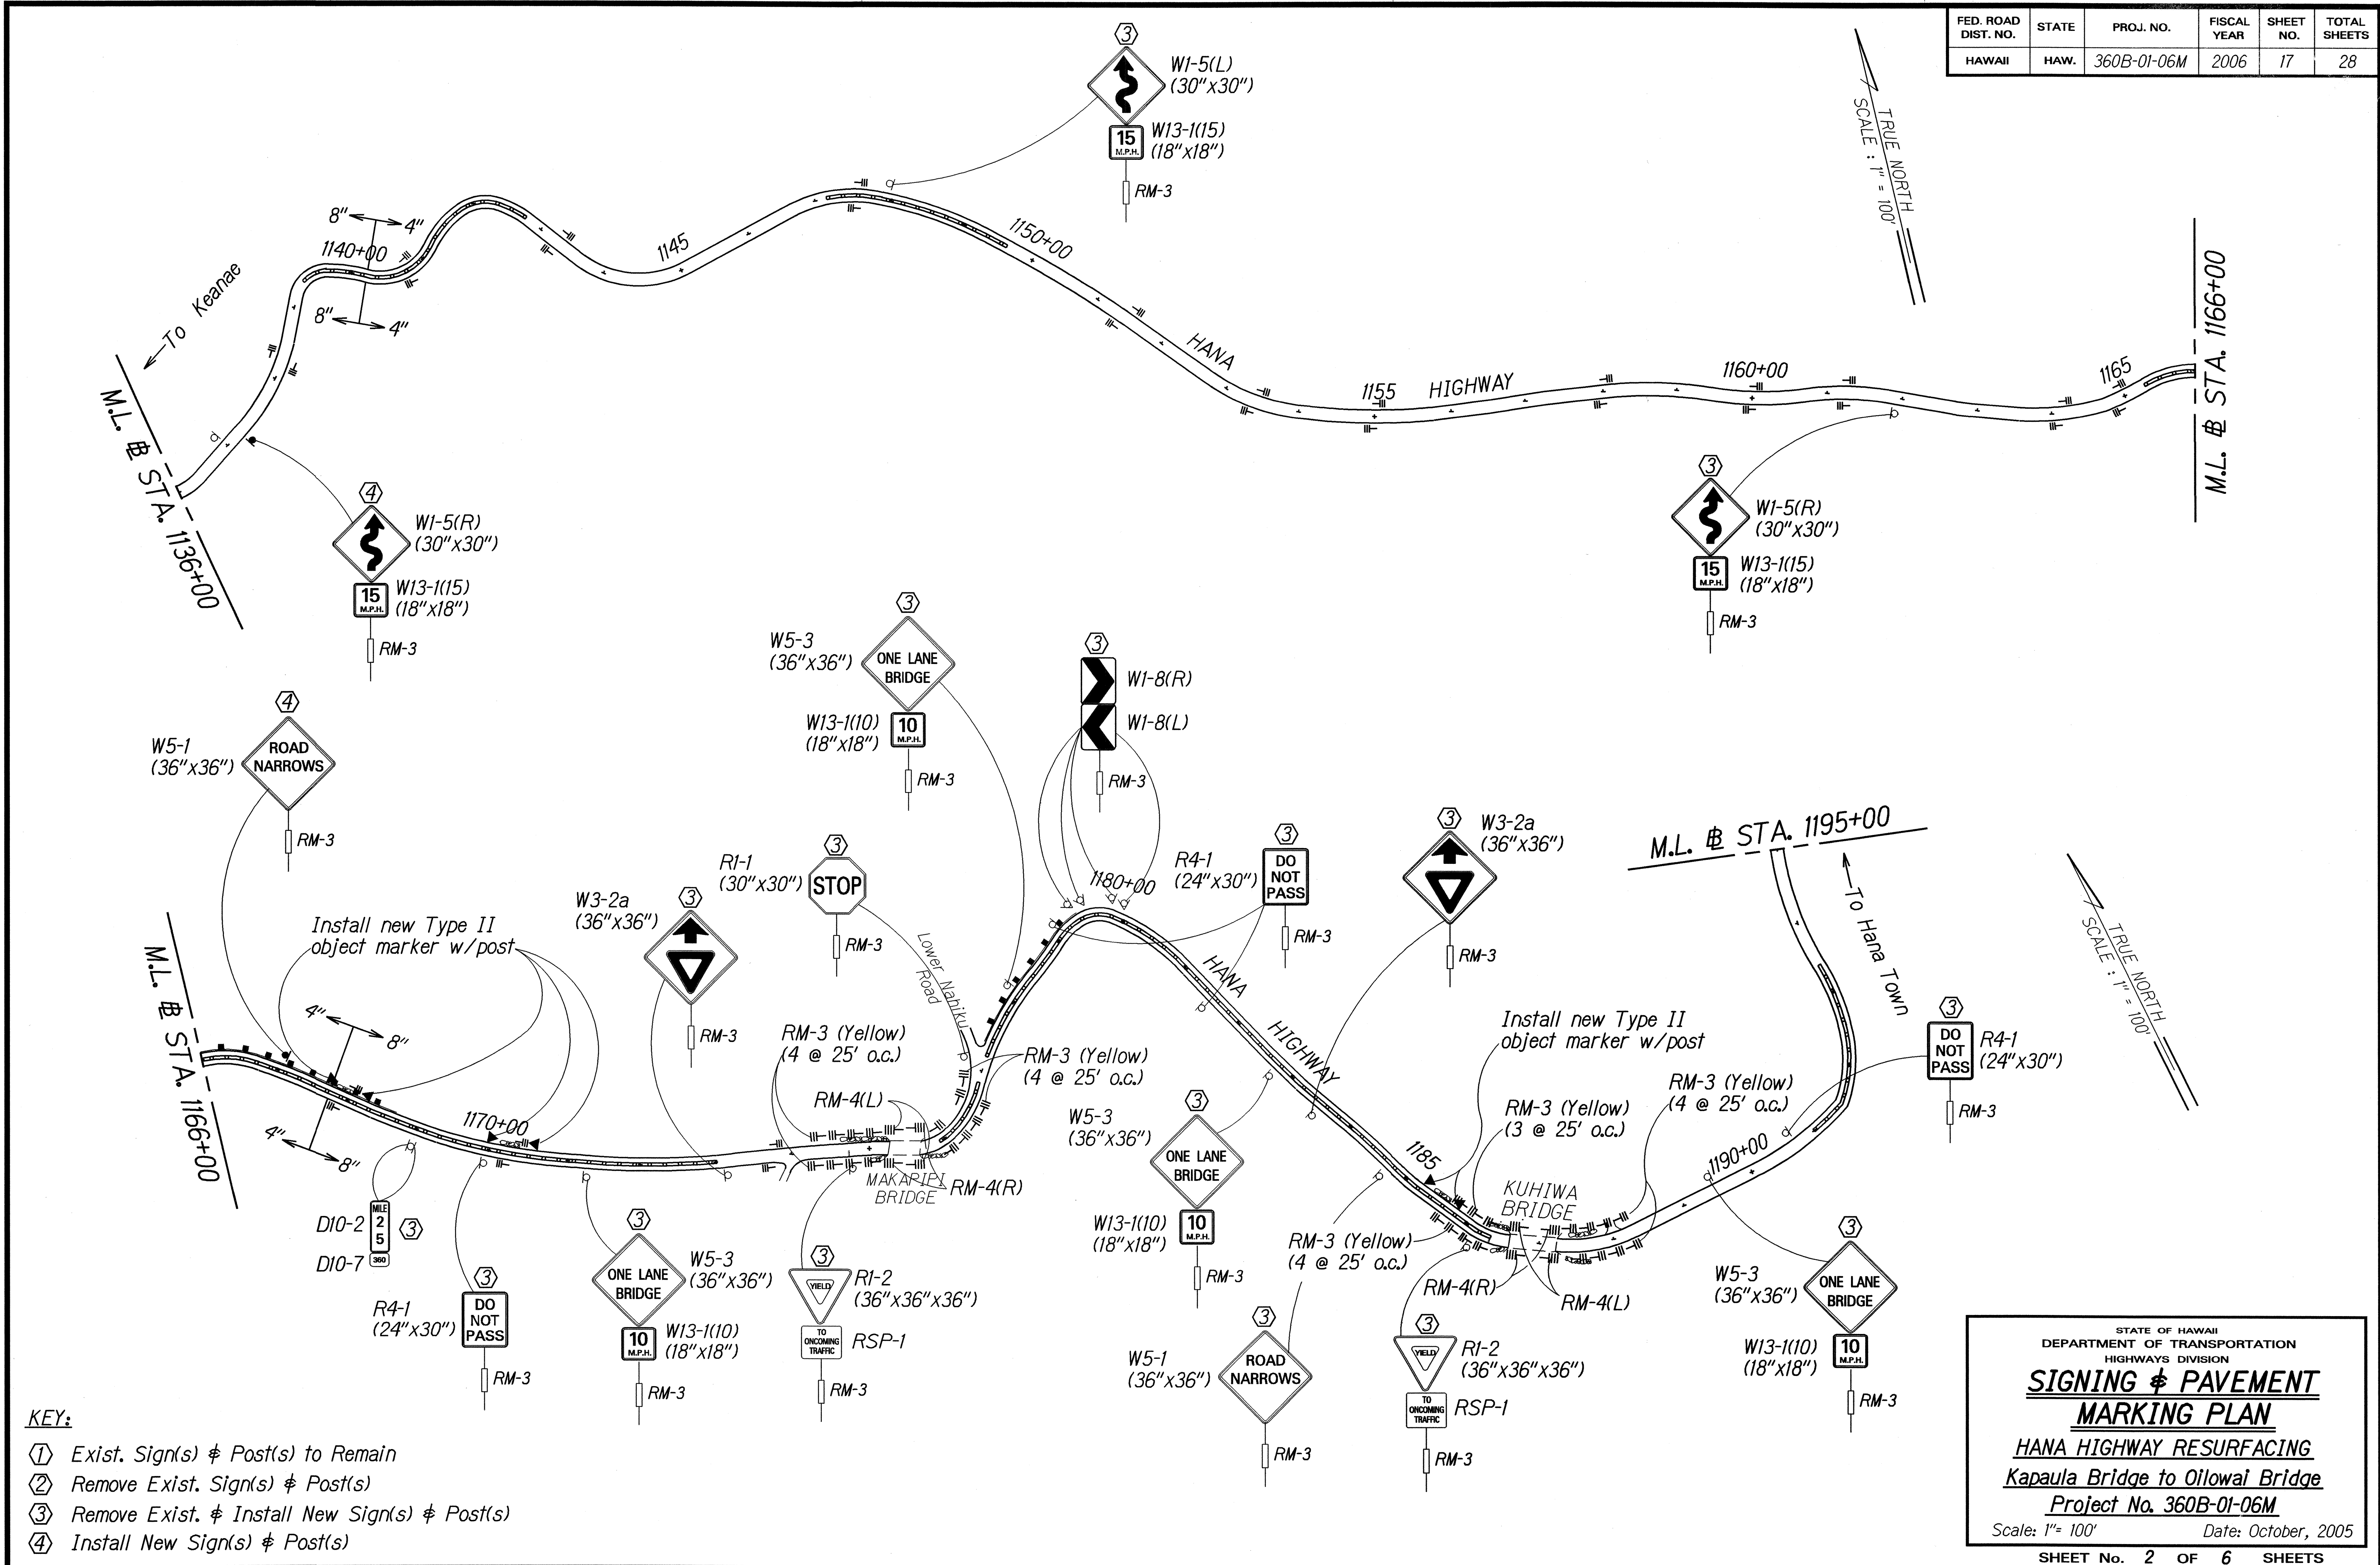 FED. ROAD DIST. NO. STATE PROJ. NO. FISCAL YEAR SHEET NO. TOTAL SHEETS
HAWAII HAW. 360B-01-06M 2006 17 28
3
W1-5(L)
(30"x30")
15
M.P.H.
W13-1(15)
(18"x18")
RM-3
TRUE NORTH
SCALE : 1" = 100'
8" 4"
1140+00
8" 4"
1145
1150+00
HANA
1155
HIGHWAY
1160+00
1165
M.L. B STA. 1166+00
To Keanae
M.L. B STA. 1136+00
4
W1-5(R)
(30"x30")
15
M.P.H.
W13-1(15)
(18"x18")
RM-3
3
W1-5(R)
(30"x30")
15
M.P.H.
W13-1(15)
(18"x18")
RM-3
4
W5-1
(36"x36")
ROAD
NARROWS
RM-3
3
W5-3
(36"x36")
ONE LANE
BRIDGE
W13-1(10)
(18"x18")
10
M.P.H.
RM-3
3
W1-8(R)
W1-8(L)
RM-3
Install new Type II
object marker w/post
3
W3-2a
(36"x36")
RM-3
3
R1-1
(30"x30")
STOP
RM-3
Lower Nahiku
Road
1180+00
3
R4-1
(24"x30")
DO
NOT
PASS
RM-3
3
W3-2a
(36"x36")
RM-3
M.L. B STA. 1195+00
To Hana Town
TRUE NORTH
SCALE : 1" = 100'
M.L. B STA. 1166+00
4" 8"
4" 8"
1170+00
RM-3 (Yellow)
(4 @ 25' o.c.)
RM-4(L)
RM-3 (Yellow)
(4 @ 25' o.c.)
MAKAPIPI
BRIDGE
RM-4(R)
HANA
HIGHWAY
Install new Type II
object marker w/post
RM-3 (Yellow)
(3 @ 25' o.c.)
RM-3 (Yellow)
(4 @ 25' o.c.)
1185
KUHIWA
BRIDGE
1190+00
3
R4-1
(24"x30")
DO
NOT
PASS
RM-3
D10-2
MILE
2
5
3
D10-7
360
3
R4-1
(24"x30")
DO
NOT
PASS
RM-3
3
W5-3
(36"x36")
ONE LANE
BRIDGE
10
M.P.H.
W13-1(10)
(18"x18")
RM-3
3
R1-2
(36"x36"x36")
YIELD
TO
ONCOMING
TRAFFIC
RSP-1
RM-3
3
W5-3
(36"x36")
ONE LANE
BRIDGE
W13-1(10)
(18"x18")
10
M.P.H.
RM-3
RM-3 (Yellow)
(4 @ 25' o.c.)
RM-4(R)
RM-4(L)
3
W5-1
(36"x36")
ROAD
NARROWS
RM-3
3
R1-2
(36"x36"x36")
YIELD
TO
ONCOMING
TRAFFIC
RSP-1
RM-3
3
W5-3
(36"x36")
ONE LANE
BRIDGE
W13-1(10)
(18"x18")
10
M.P.H.
RM-3
KEY:
1 Exist. Sign(s) & Post(s) to Remain
2 Remove Exist. Sign(s) & Post(s)
3 Remove Exist. & Install New Sign(s) & Post(s)
4 Install New Sign(s) & Post(s)
STATE OF HAWAII
DEPARTMENT OF TRANSPORTATION
HIGHWAYS DIVISION
SIGNING & PAVEMENT
MARKING PLAN
HANA HIGHWAY RESURFACING
Kapaula Bridge to Oilowai Bridge
Project No. 360B-01-06M
Scale: 1"= 100' Date: October, 2005
SHEET No. 2 OF 6 SHEETS